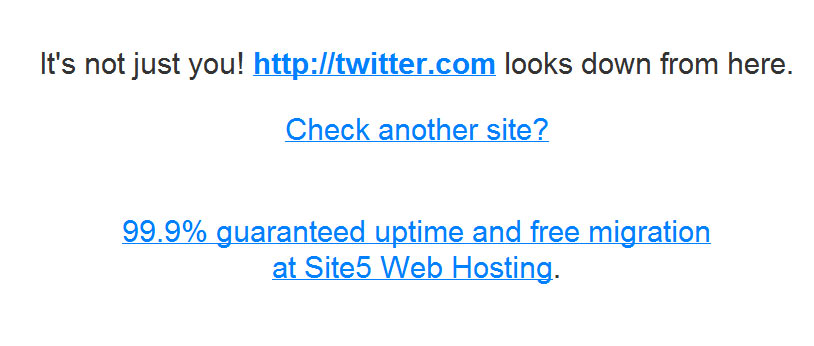 It's not just you! http://twitter.com looks down from here.
Check another site?
99.9% guaranteed uptime and free migration
at Site5 Web Hosting.